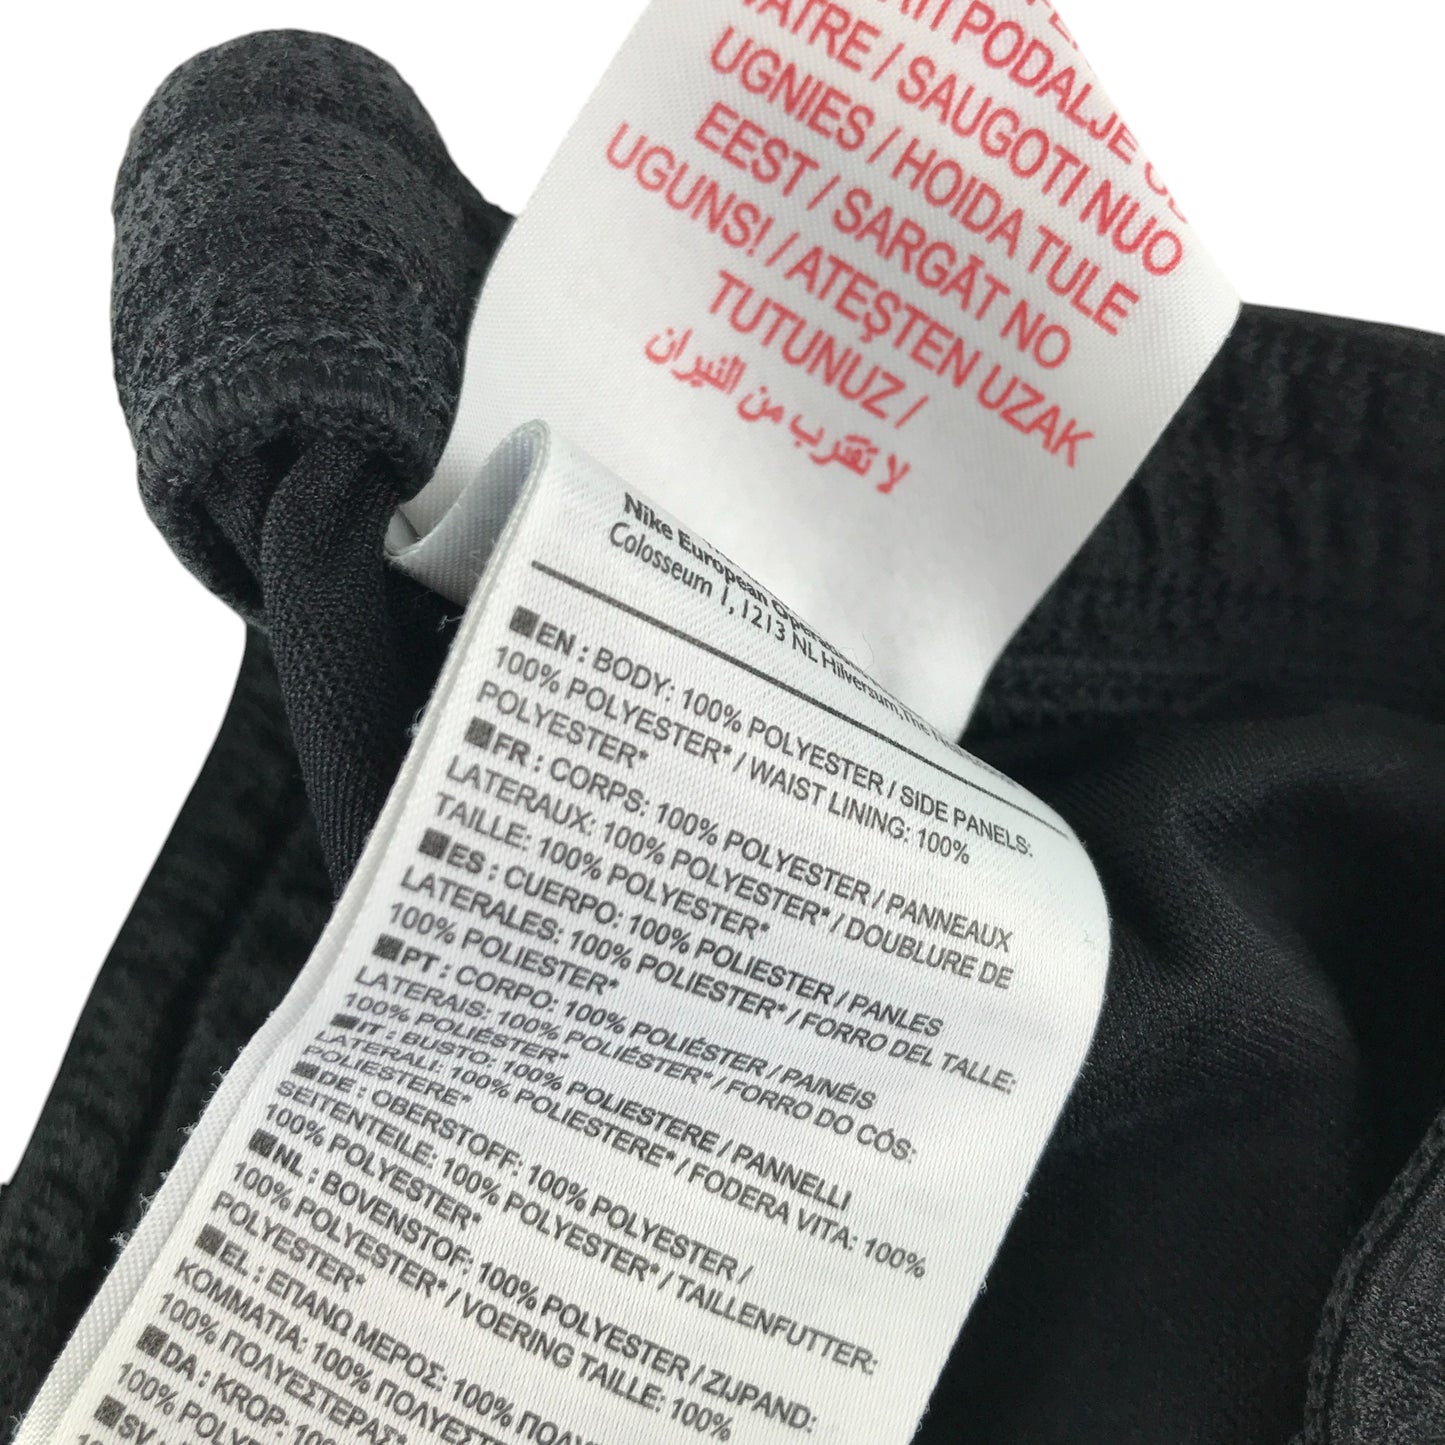 PODALJE
/ SAUGOTI NUO
UGNIES / HOIDA TULE
EEST / SARGĀT NO
UGUNS! / ATEŞTEN UZAK
TUTUNUZ /
لا تقترب من النيران
Nike European
Colosseum 1, 1213 NL Hilversum,
EN : BODY: 100% POLYESTER / SIDE PANELS:
100% POLYESTER* / WAIST LINING: 100%
POLYESTER*
FR : CORPS: 100% POLYESTER / PANNEAUX
LATERAUX: 100% POLYESTER* / DOUBLURE DE
TAILLE: 100% POLYESTER*
ES : CUERPO: 100% POLIESTER / PANLES
LATERALES: 100% POLIESTER* / FORRO DEL TALLE:
100% POLIESTER*
PT : CORPO: 100% POLIÉSTER / PAINÉIS
LATERAIS: 100% POLIÉSTER* / FORRO DO CÓS:
100% POLIÉSTER*
IT : BUSTO: 100% POLIESTERE / PANNELLI
LATERALI: 100% POLIESTERE* / FODERA VITA: 100%
POLIESTERE*
DE : OBERSTOFF: 100% POLYESTER /
SEITENTEILE: 100% POLYESTER* / TAILLENFUTTER:
100% POLYESTER*
NL : BOVENSTOF: 100% POLYESTER / ZIJPAND:
100% POLYESTER* / VOERING TAILLE: 100%
POLYESTER*
EL : ΕΠΑΝΩ ΜΕΡΟΣ: 100%
ΚΟΜΜΑΤΙΑ: 100%
100% ΠΟΛΥΕΣΤΕΡΑΣ*
DA : KROP: 100%
100%
SV :